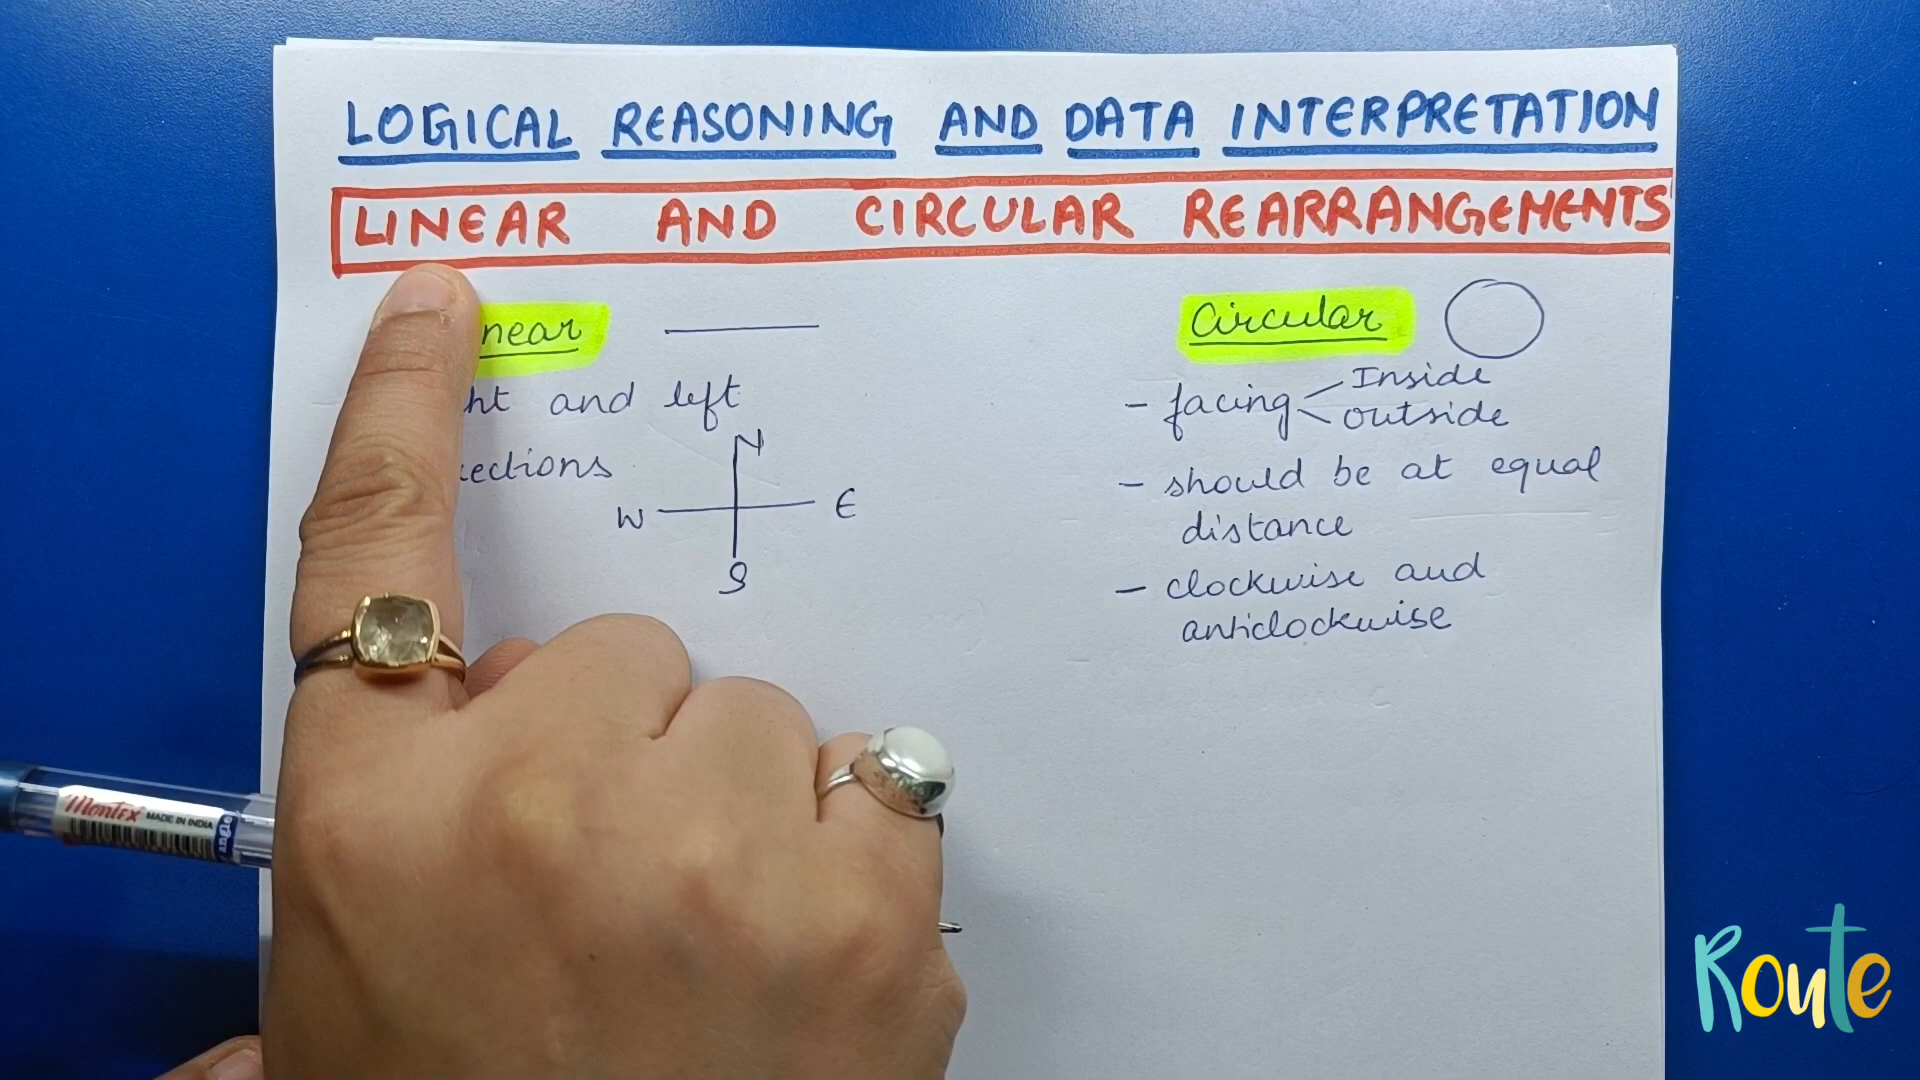 LOGICAL REASONING AND DATA INTERPRETATION
LINEAR AND CIRCULAR REARRANGEMENTS
near
ht and left
ections
N
W E
S
Circular
- facing < Inside
outside
- should be at equal
distance
- clockwise and
anticlockwise
Montex MADE IN INDIA
Route